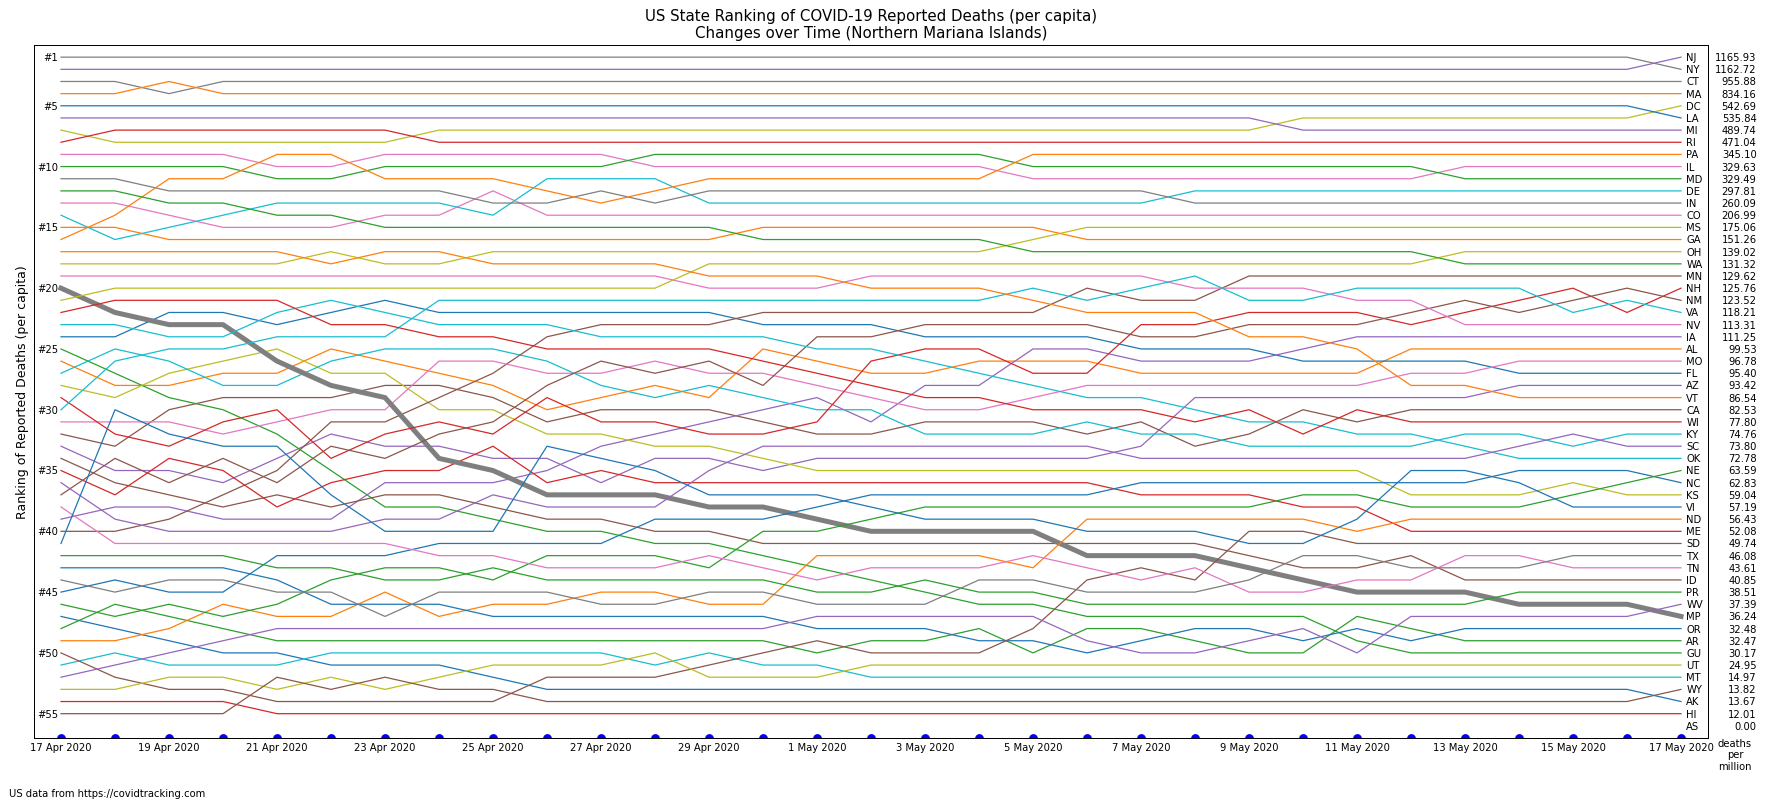 US State Ranking of COVID-19 Reported Deaths (per capita)
Changes over Time (Northern Mariana Islands)
Ranking of Reported Deaths (per capita)
#1
#5
#10
#15
#20
#25
#30
#35
#40
#45
#50
#55
NJ 1165.93
NY 1162.72
CT 955.88
MA 834.16
DC 542.69
LA 535.84
MI 489.74
RI 471.04
PA 345.10
IL 329.63
MD 329.49
DE 297.81
IN 260.09
CO 206.99
MS 175.06
GA 151.26
OH 139.02
WA 131.32
MN 129.62
NH 125.76
NM 123.52
VA 118.21
NV 113.31
IA 111.25
AL 99.53
MO 96.78
FL 95.40
AZ 93.42
VT 86.54
CA 82.53
WI 77.80
KY 74.76
SC 73.80
OK 72.78
NE 63.59
NC 62.83
KS 59.04
VI 57.19
ND 56.43
ME 52.08
SD 49.74
TX 46.08
TN 43.61
ID 40.85
PR 38.51
WV 37.39
MP 36.24
OR 32.48
AR 32.47
GU 30.17
UT 24.95
MT 14.97
WY 13.82
AK 13.67
HI 12.01
AS 0.00
17 Apr 2020 19 Apr 2020 21 Apr 2020 23 Apr 2020 25 Apr 2020 27 Apr 2020 29 Apr 2020 1 May 2020 3 May 2020 5 May 2020 7 May 2020 9 May 2020 11 May 2020 13 May 2020 15 May 2020 17 May 2020
deaths
per
million
US data from https://covidtracking.com